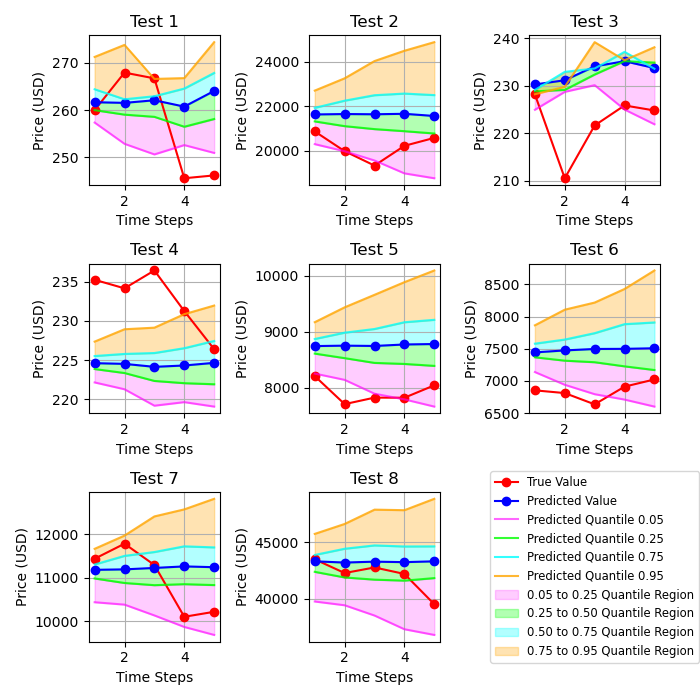 Test 1
Test 2
Test 3
Price (USD)
270
260
250
2
4
Time Steps
Price (USD)
24000
22000
20000
2
4
Time Steps
Price (USD)
240
230
220
210
2
4
Time Steps
Test 4
Test 5
Test 6
Price (USD)
235
230
225
220
2
4
Time Steps
Price (USD)
10000
9000
8000
2
4
Time Steps
Price (USD)
8500
8000
7500
7000
6500
2
4
Time Steps
Test 7
Test 8
Price (USD)
12000
11000
10000
2
4
Time Steps
Price (USD)
45000
40000
2
4
Time Steps
True Value
Predicted Value
Predicted Quantile 0.05
Predicted Quantile 0.25
Predicted Quantile 0.75
Predicted Quantile 0.95
0.05 to 0.25 Quantile Region
0.25 to 0.50 Quantile Region
0.50 to 0.75 Quantile Region
0.75 to 0.95 Quantile Region